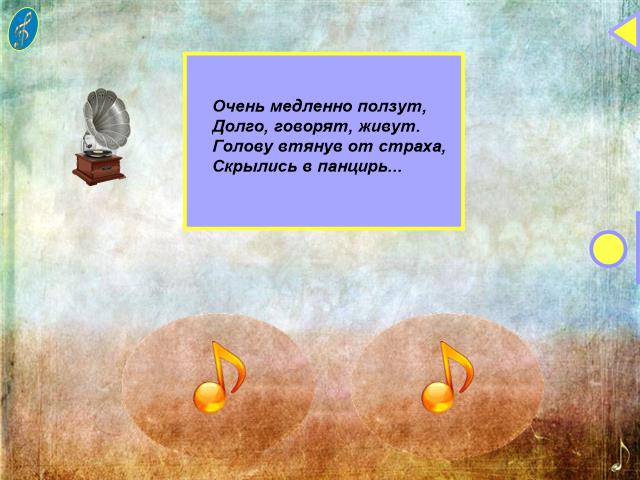 Очень медленно ползут,
Долго, говорят, живут.
Голову втянув от страха,
Скрылись в панцирь...